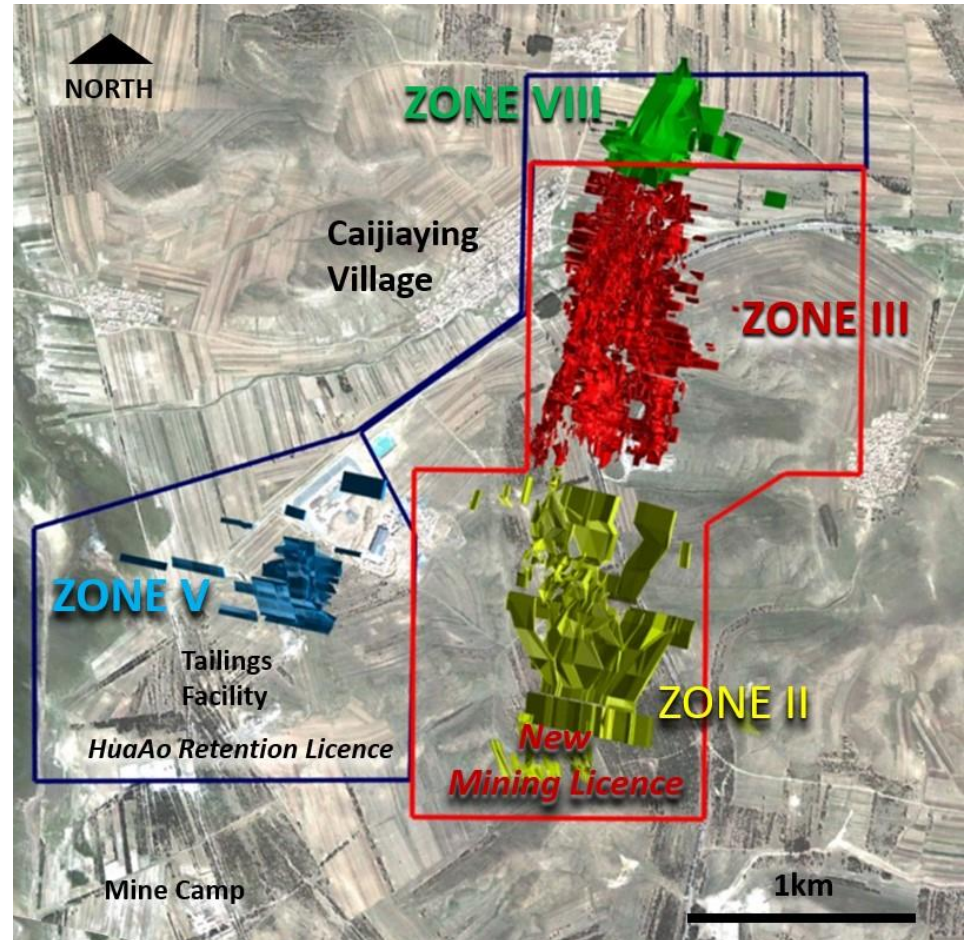 NORTH
ZONE VIII
Caijiaying
Village
ZONE III
ZONE V
Tailings
Facility
HuaAo Retention Licence
ZONE II
New
Mining Licence
Mine Camp
1km